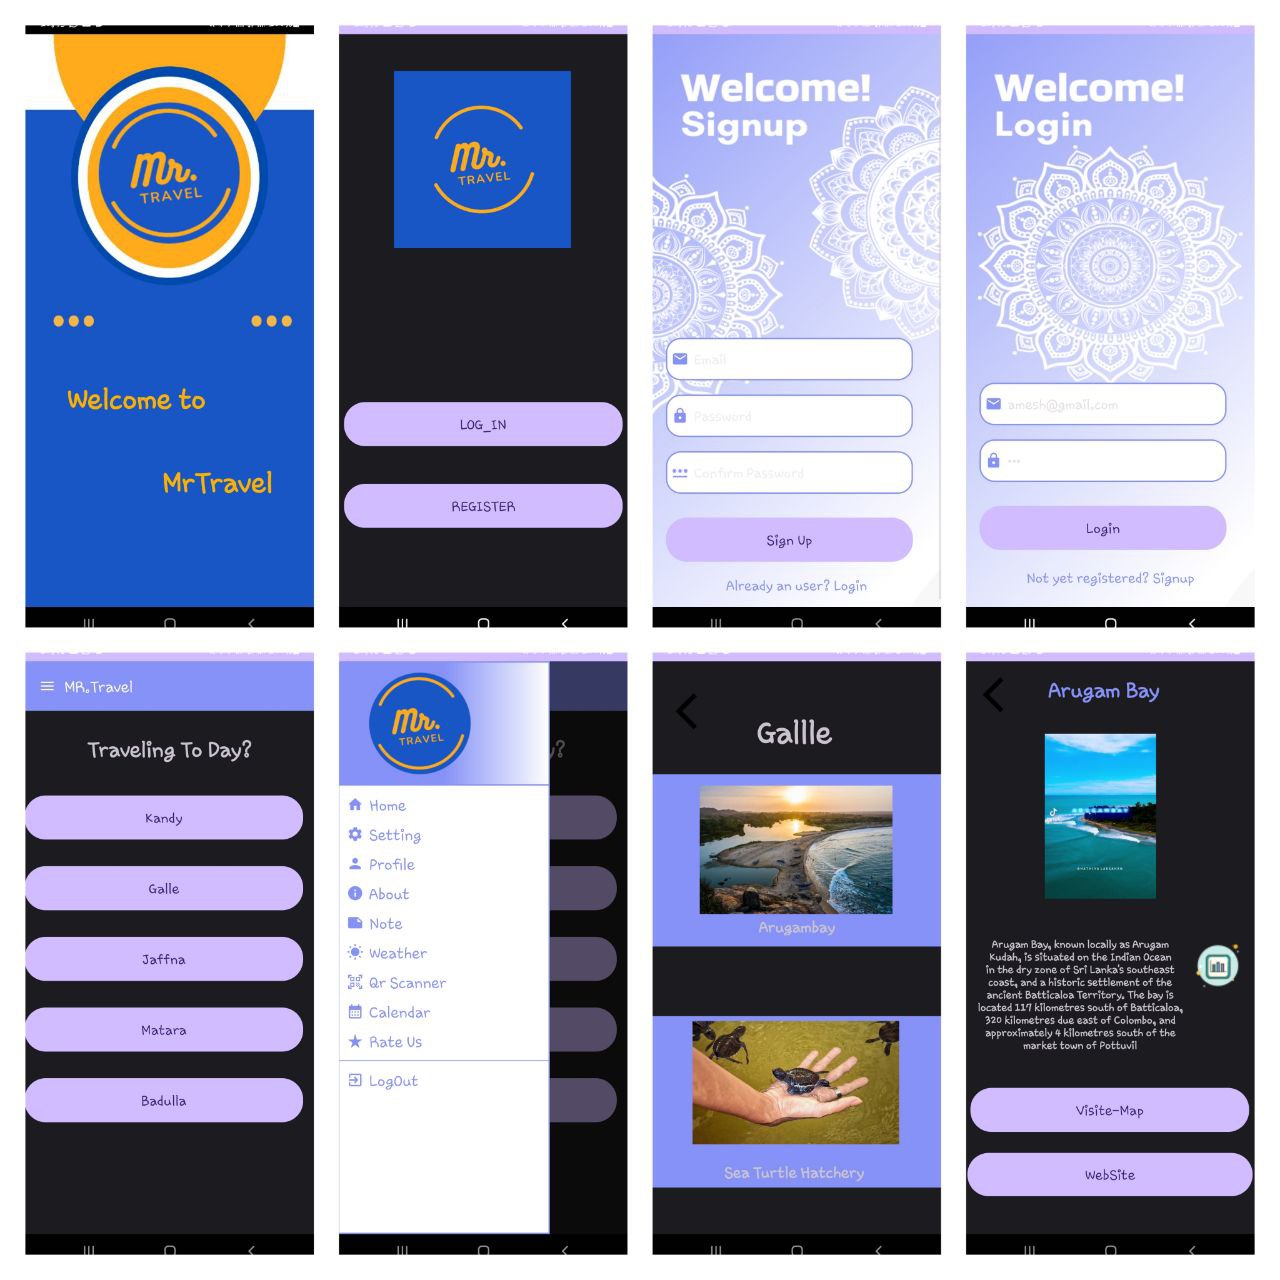 Mr.
TRAVEL
Welcome to
MrTravel
Mr.
TRAVEL
LOG_IN
REGISTER
Welcome!
Signup
Email
Password
Confirm Password
Sign Up
Already an user? Login
Welcome!
Login
amesh@gmail.com
Login
Not yet registered? Signup
MR.Travel
Traveling To Day?
Kandy
Galle
Jaffna
Matara
Badulla
Mr.
TRAVEL
y?
Home
Setting
Profile
About
Note
Weather
Qr Scanner
Calendar
Rate Us
LogOut
Gallle
Arugambay
Sea Turtle Hatchery
Arugam Bay
Arugam Bay, known locally as Arugam
Kudah, is situated on the Indian Ocean
in the dry zone of Sri Lanka's southeast
coast, and a historic settlement of the
ancient Batticaloa Territory. The bay is
located 117 kilometres south of Batticaloa,
320 kilometres due east of Colombo, and
approximately 4 kilometres south of the
market town of Pottuvil
Visite-Map
WebSite